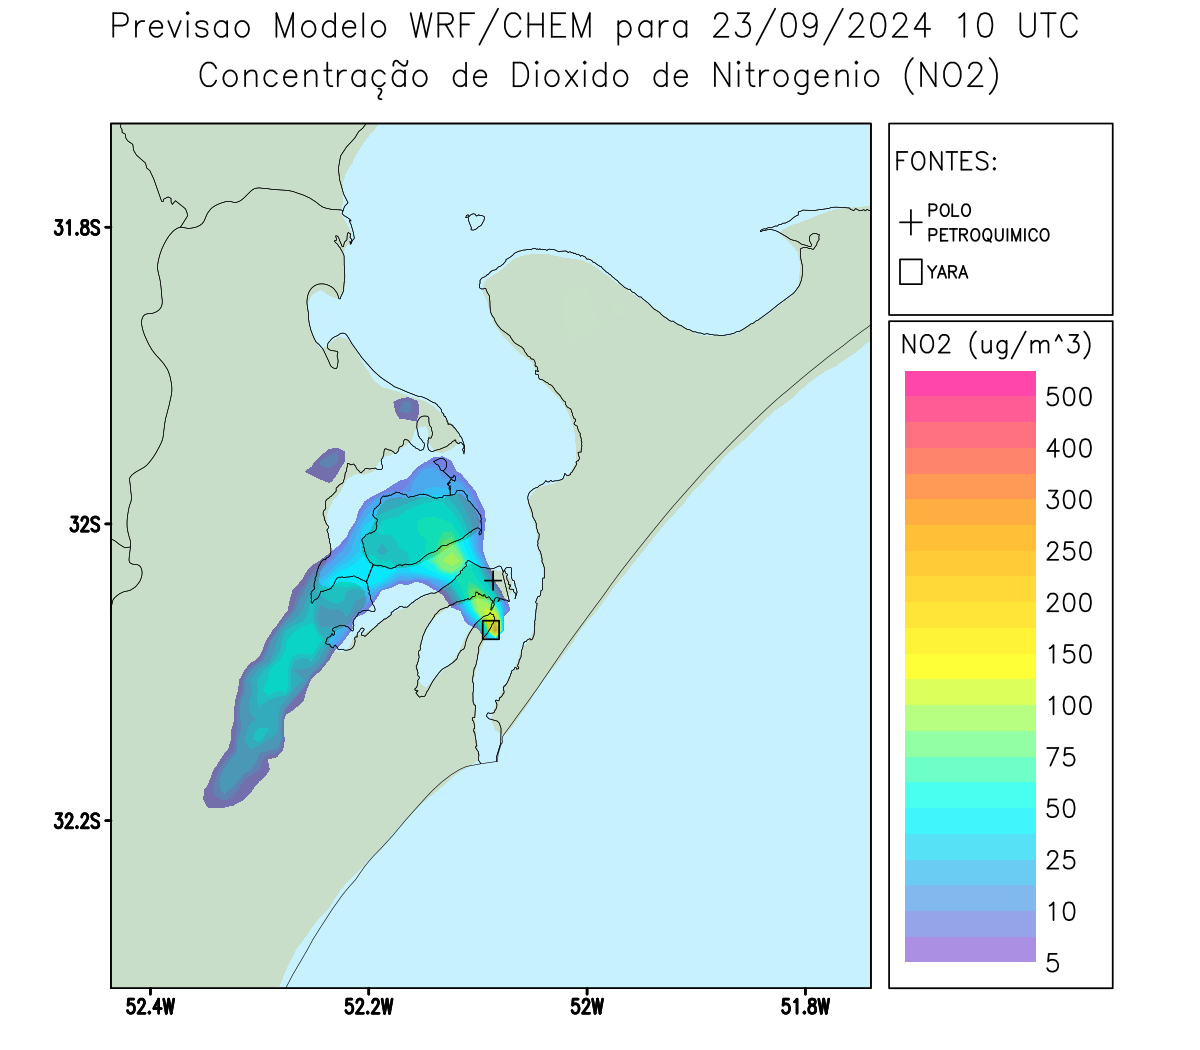 Previsao Modelo WRF/CHEM para 23/09/2024 10 UTC
Concentração de Dioxido de Nitrogenio (NO2)
FONTES:
POLO
PETROQUIMICO
YARA
NO2 (ug/m^3)
500
400
300
250
200
150
100
75
50
25
10
5
31.8S
32S
32.2S
52.4W
52.2W
52W
51.8W